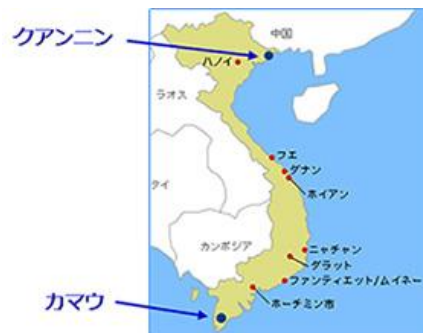 クアンニン
中国
ハノイ
ラオス
フエ
ダナン
ホイアン
タイ
カンボジア
ニャチャン
ダラット
ファンティエット/ムイネー
カマウ
ホーチミン市